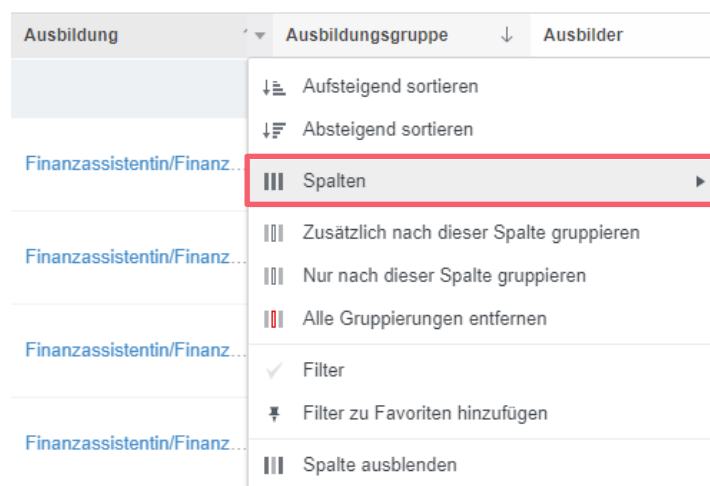 Ausbildung Ausbildungsgruppe Ausbilder
Aufsteigend sortieren
Absteigend sortieren
Finanzassistentin/Finanz...
Spalten
Zusätzlich nach dieser Spalte gruppieren
Finanzassistentin/Finanz...
Nur nach dieser Spalte gruppieren
Alle Gruppierungen entfernen
Finanzassistentin/Finanz...
Filter
Filter zu Favoriten hinzufügen
Finanzassistentin/Finanz...
Spalte ausblenden